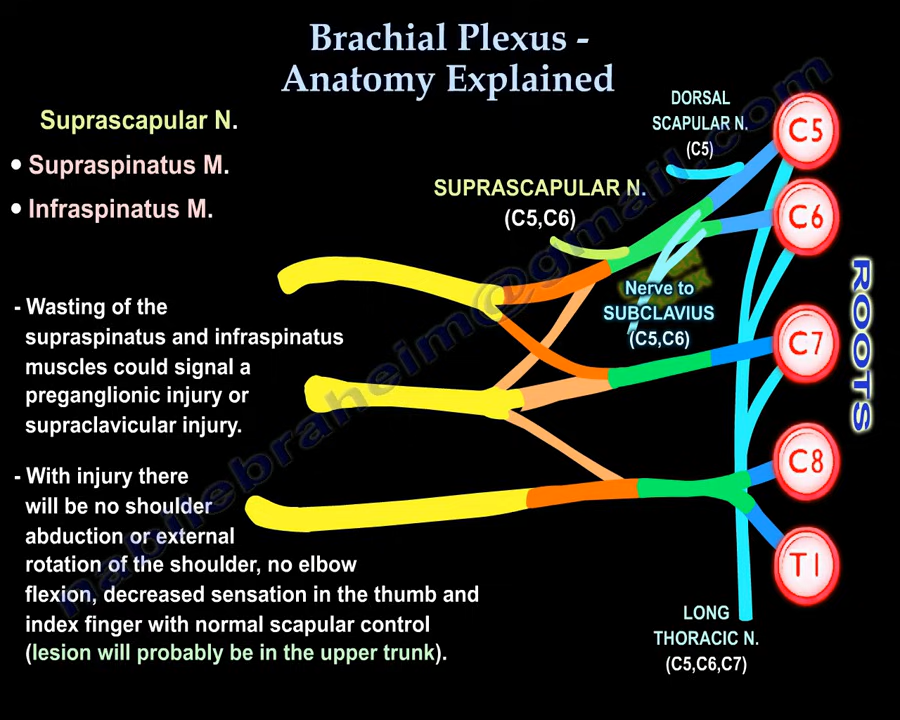 Brachial Plexus -
Anatomy Explained
Suprascapular N.
• Supraspinatus M.
• Infraspinatus M.
- Wasting of the
supraspinatus and infraspinatus
muscles could signal a
preganglionic injury or
supraclavicular injury.
- With injury there
will be no shoulder
abduction or external
rotation of the shoulder, no elbow
flexion, decreased sensation in the thumb and
index finger with normal scapular control
(lesion will probably be in the upper trunk).
SUPRASCAPULAR N.
(C5,C6)
DORSAL
SCAPULAR N.
(C5)
Nerve to
SUBCLAVIUS
(C5,C6)
C5
C6
C7
C8
T1
ROOTS
LONG
THORACIC N.
(C5,C6,C7)
nabilebraheim@gmail.com